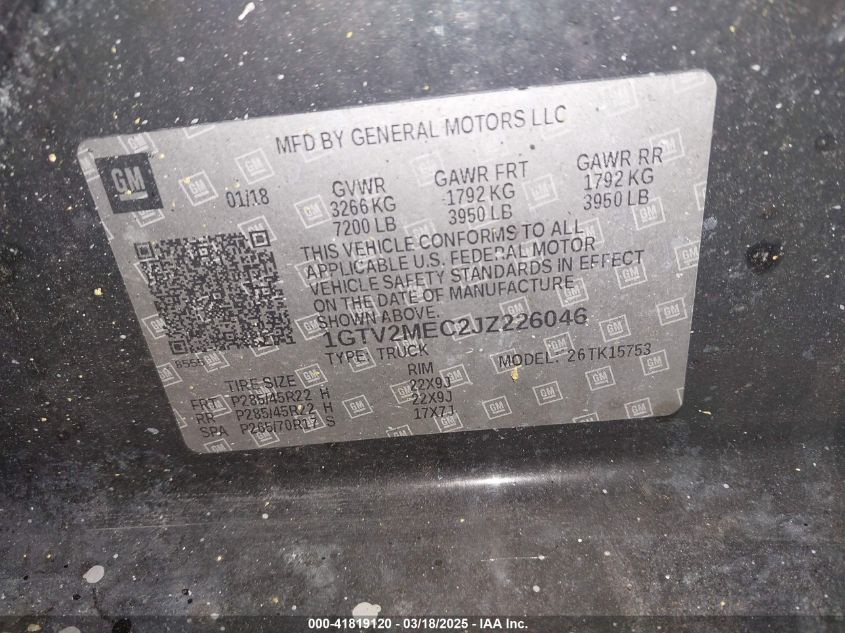 MFD BY GENERAL MOTORS LLC
GM
01/18
GVWR
3266 KG
7200 LB
GAWR FRT
1792 KG
3950 LB
GAWR RR
1792 KG
3950 LB
THIS VEHICLE CONFORMS TO ALL
APPLICABLE U.S. FEDERAL MOTOR
VEHICLE SAFETY STANDARDS IN EFFECT
ON THE DATE OF MANUFACTURE
SHOWN ABOVE.
1GTV2MEC2JZ226046
TYPE: TRUCK
MODEL: 26TK15753
TIRE SIZE RIM
FRT P285/45R22 H 22X9J
RR P285/45R22 H 22X9J
SPA P265/70R17 S 17X7J
000-41819120 - 03/18/2025 - IAAI.COM